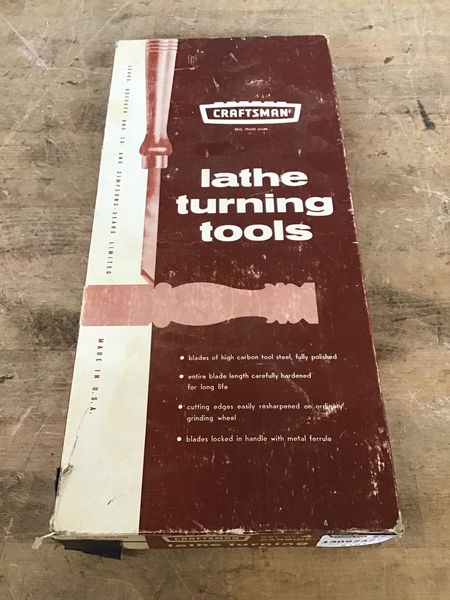 CRAFTSMAN
REG. TRADE MARK
lathe
turning
tools
• blades of high carbon tool steel, fully polished
• entire blade length carefully hardened
for long life
• cutting edges easily resharpened on ordinary
grinding wheel
• blades locked in handle with metal ferrule
SEARS, ROEBUCK AND CO. AND SIMPSONS-SEARS LIMITED
MADE IN U.S.A.
CRAFTSMAN
lathe turning